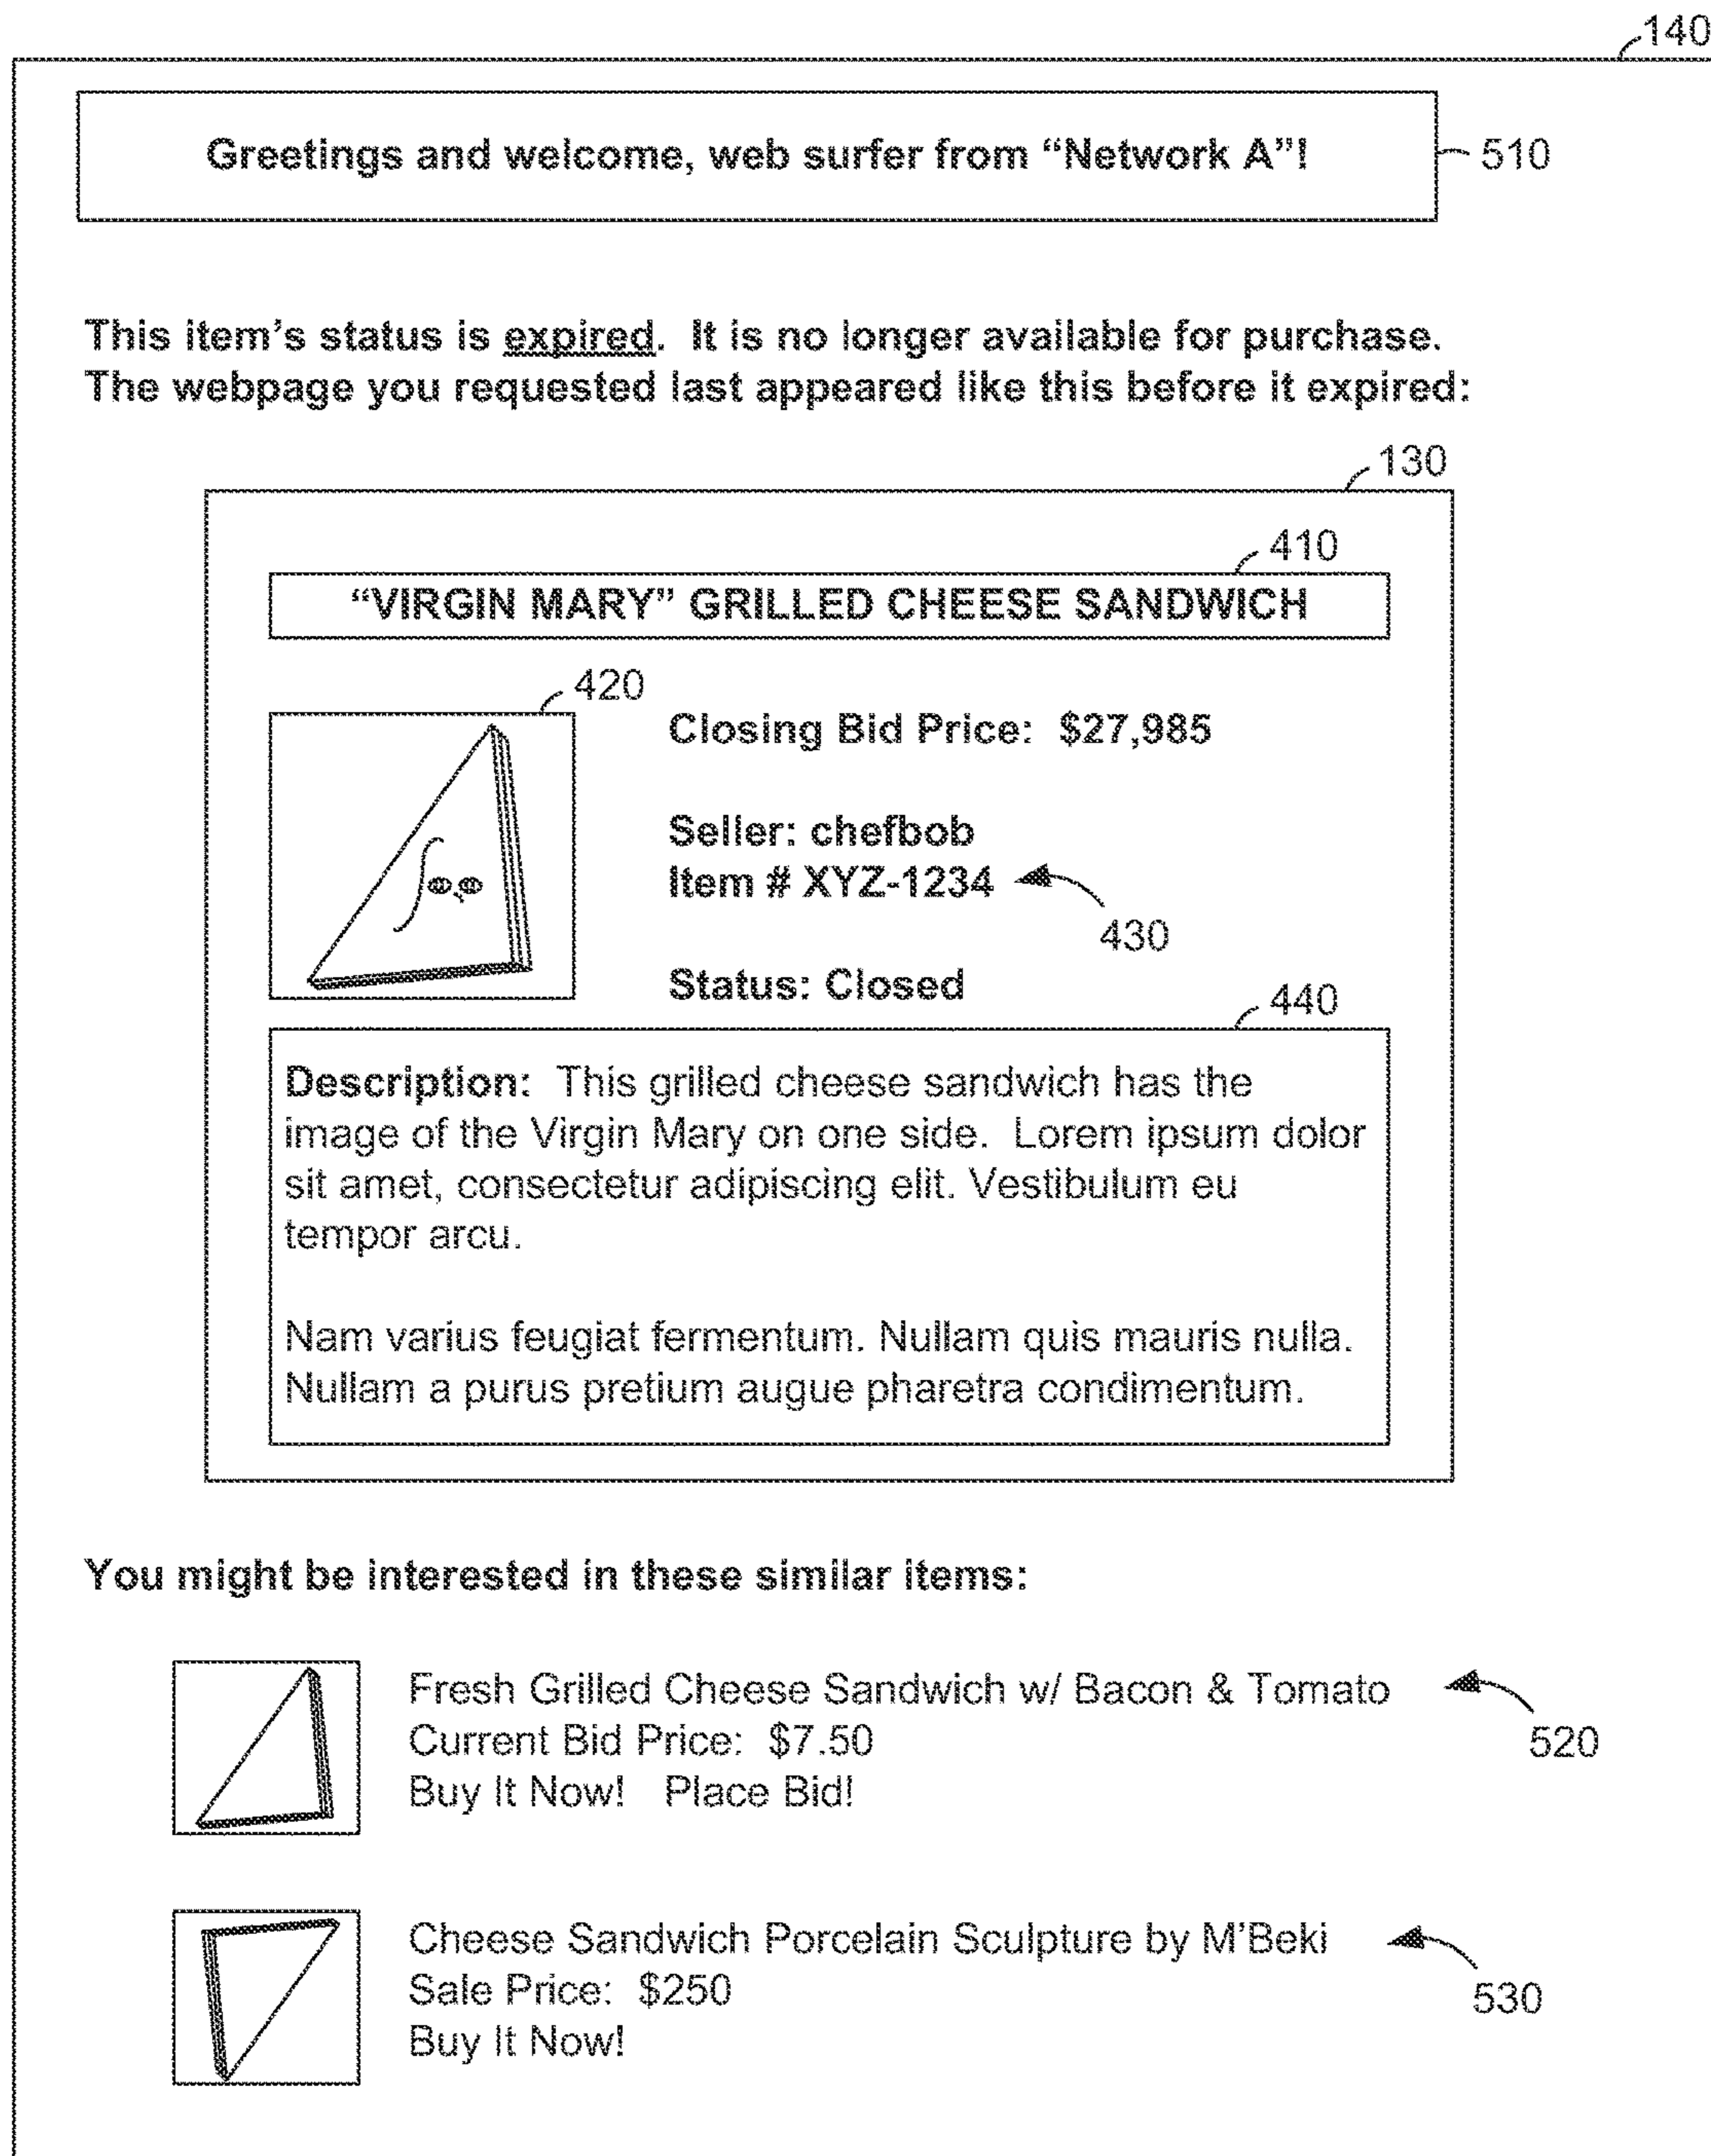 140
Greetings and welcome, web surfer from “Network A”!
510
This item’s status is expired. It is no longer available for purchase.
The webpage you requested last appeared like this before it expired:
130
410
“VIRGIN MARY” GRILLED CHEESE SANDWICH
420
Closing Bid Price: $27,985
Seller: chefbob
Item # XYZ-1234
430
Status: Closed
440
Description: This grilled cheese sandwich has the
image of the Virgin Mary on one side. Lorem ipsum dolor
sit amet, consectetur adipiscing elit. Vestibulum eu
tempor arcu.
Nam varius feugiat fermentum. Nullam quis mauris nulla.
Nullam a purus pretium augue pharetra condimentum.
You might be interested in these similar items:
Fresh Grilled Cheese Sandwich w/ Bacon & Tomato
520
Current Bid Price: $7.50
Buy It Now! Place Bid!
Cheese Sandwich Porcelain Sculpture by M’Beki
530
Sale Price: $250
Buy It Now!